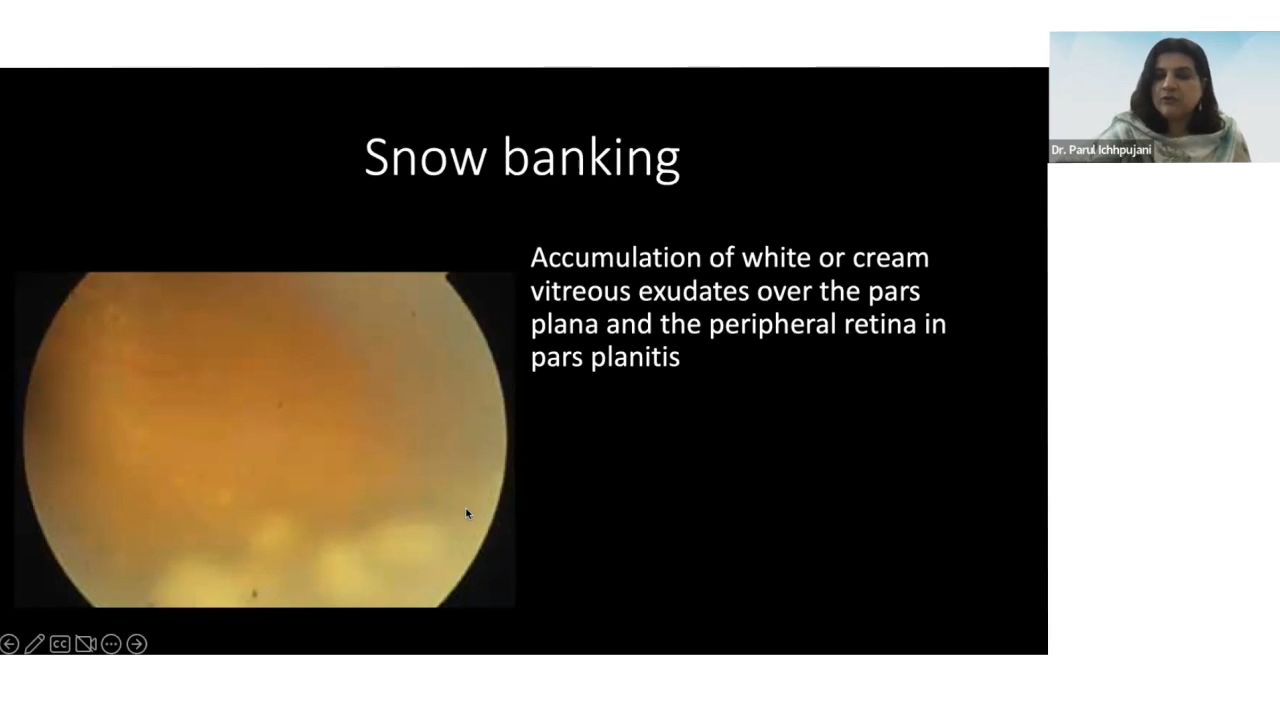 Snow banking
Accumulation of white or cream
vitreous exudates over the pars
plana and the peripheral retina in
pars planitis
Dr. Parul Ichhpujani
CC